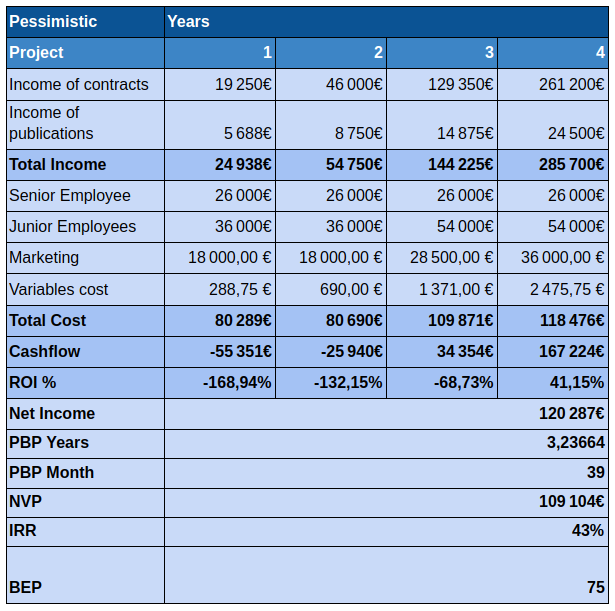 Pessimistic Years
Project 1 2 3 4
Income of contracts 19 250€ 46 000€ 129 350€ 261 200€
Income of
publications 5 688€ 8 750€ 14 875€ 24 500€
Total Income 24 938€ 54 750€ 144 225€ 285 700€
Senior Employee 26 000€ 26 000€ 26 000€ 26 000€
Junior Employees 36 000€ 36 000€ 54 000€ 54 000€
Marketing 18 000,00 € 18 000,00 € 28 500,00 € 36 000,00 €
Variables cost 288,75 € 690,00 € 1 371,00 € 2 475,75 €
Total Cost 80 289€ 80 690€ 109 871€ 118 476€
Cashflow -55 351€ -25 940€ 34 354€ 167 224€
ROI % -168,94% -132,15% -68,73% 41,15%
Net Income 120 287€
PBP Years 3,23664
PBP Month 39
NVP 109 104€
IRR 43%
BEP 75